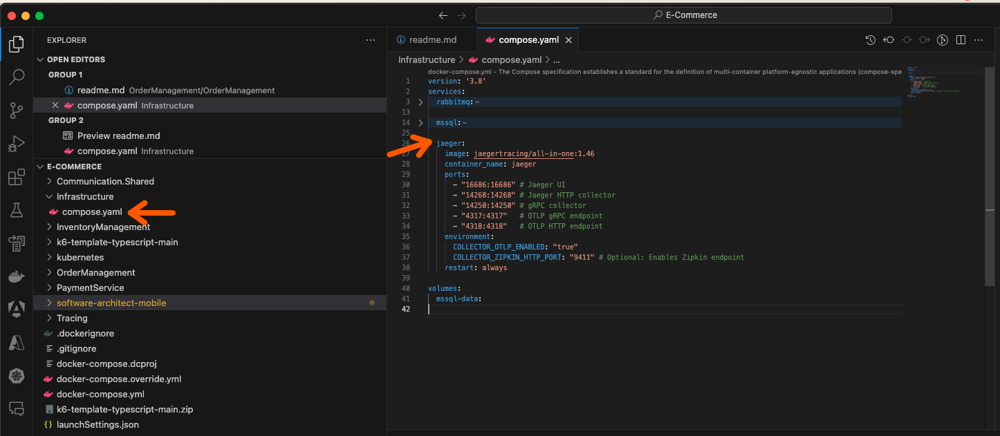 E-Commerce
EXPLORER
OPEN EDITORS
GROUP 1
readme.md OrderManagement/OrderManagement
compose.yaml Infrastructure
GROUP 2
Preview readme.md
compose.yaml Infrastructure
E-COMMERCE
Communication.Shared
Infrastructure
compose.yaml
InventoryManagement
k6-template-typescript-main
kubernetes
OrderManagement
PaymentService
software-architect-mobile
Tracing
.dockerignore
.gitignore
docker-compose.dcproj
docker-compose.override.yml
docker-compose.yml
k6-template-typescript-main.zip
{} launchSettings.json
readme.md
compose.yaml
Infrastructure > compose.yaml > ...
docker-compose.yml - The Compose specification establishes a standard for the definition of multi-container platform-agnostic applications (compose-spe
1 version: '3.8'
2 services:
3 rabbitmq:
13
14 mssql:
25
26 jaeger:
27 image: jaegertracing/all-in-one:1.46
28 container_name: jaeger
29 ports:
30 - "16686:16686" # Jaeger UI
31 - "14268:14268" # Jaeger HTTP collector
32 - "14250:14250" # gRPC collector
33 - "4317:4317" # OTLP gRPC endpoint
34 - "4318:4318" # OTLP HTTP endpoint
35 environment:
36 COLLECTOR_OTLP_ENABLED: "true"
37 COLLECTOR_ZIPKIN_HTTP_PORT: "9411" # Optional: Enables Zipkin endpoint
38 restart: always
39
40 volumes:
41 mssql-data:
42